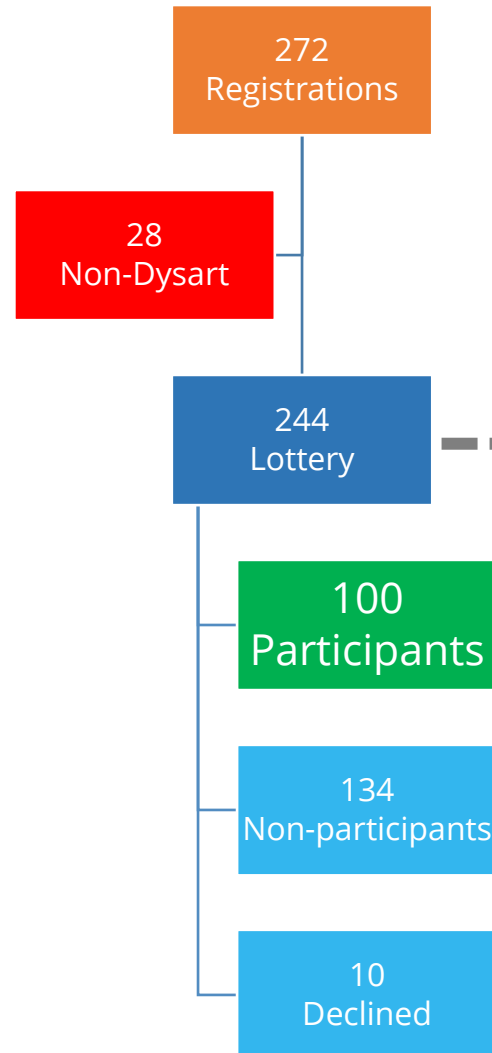 272
Registrations
28
Non-Dysart
244
Lottery
100
Participants
134
Non-participants
10
Declined